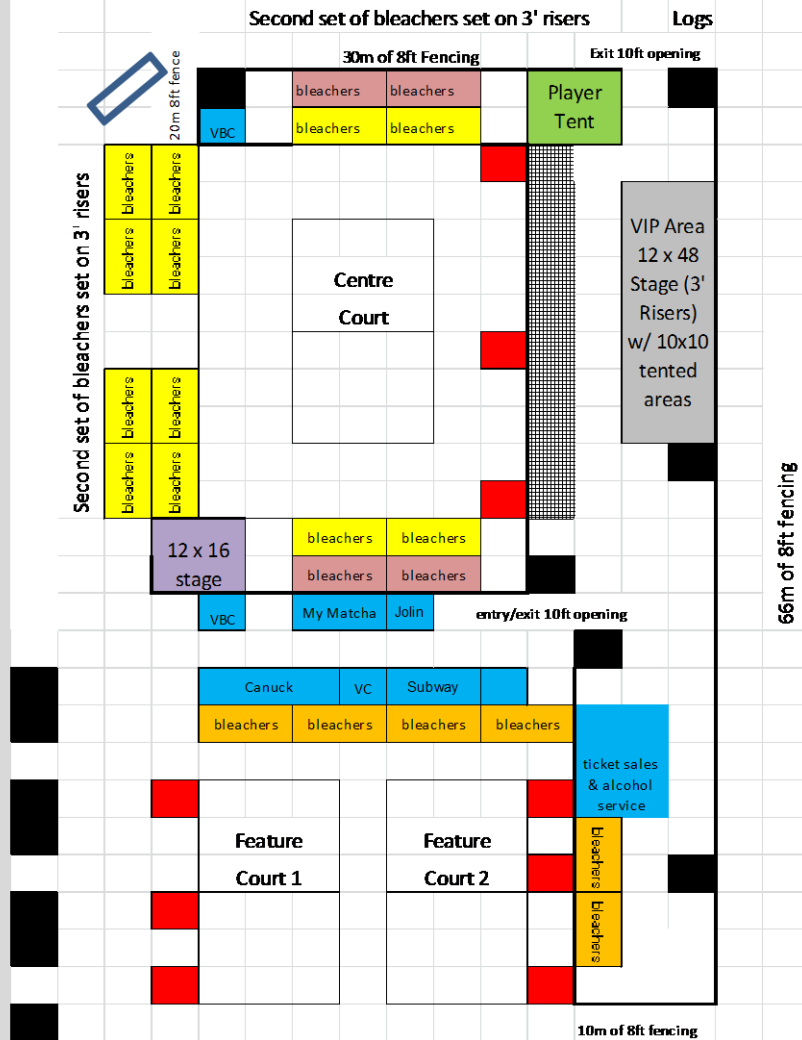 Second set of bleachers set on 3' risers
Logs
30m of 8ft Fencing
Exit 10ft opening
20m 8ft fence
bleachers
bleachers
Player
Tent
VBC
bleachers
bleachers
Second set of bleachers set on 3' risers
bleachers
bleachers
bleachers
bleachers
Centre
Court
VIP Area
12 x 48
Stage (3'
Risers)
w/ 10x10
tented
areas
bleachers
bleachers
bleachers
bleachers
66m of 8ft fencing
12 x 16
stage
bleachers
bleachers
bleachers
bleachers
VBC
My Matcha
Jolin
entry/exit 10ft opening
Canuck
VC
Subway
bleachers
bleachers
bleachers
bleachers
ticket sales
& alcohol
service
Feature
Court 1
Feature
Court 2
bleachers
bleachers
10m of 8ft fencing